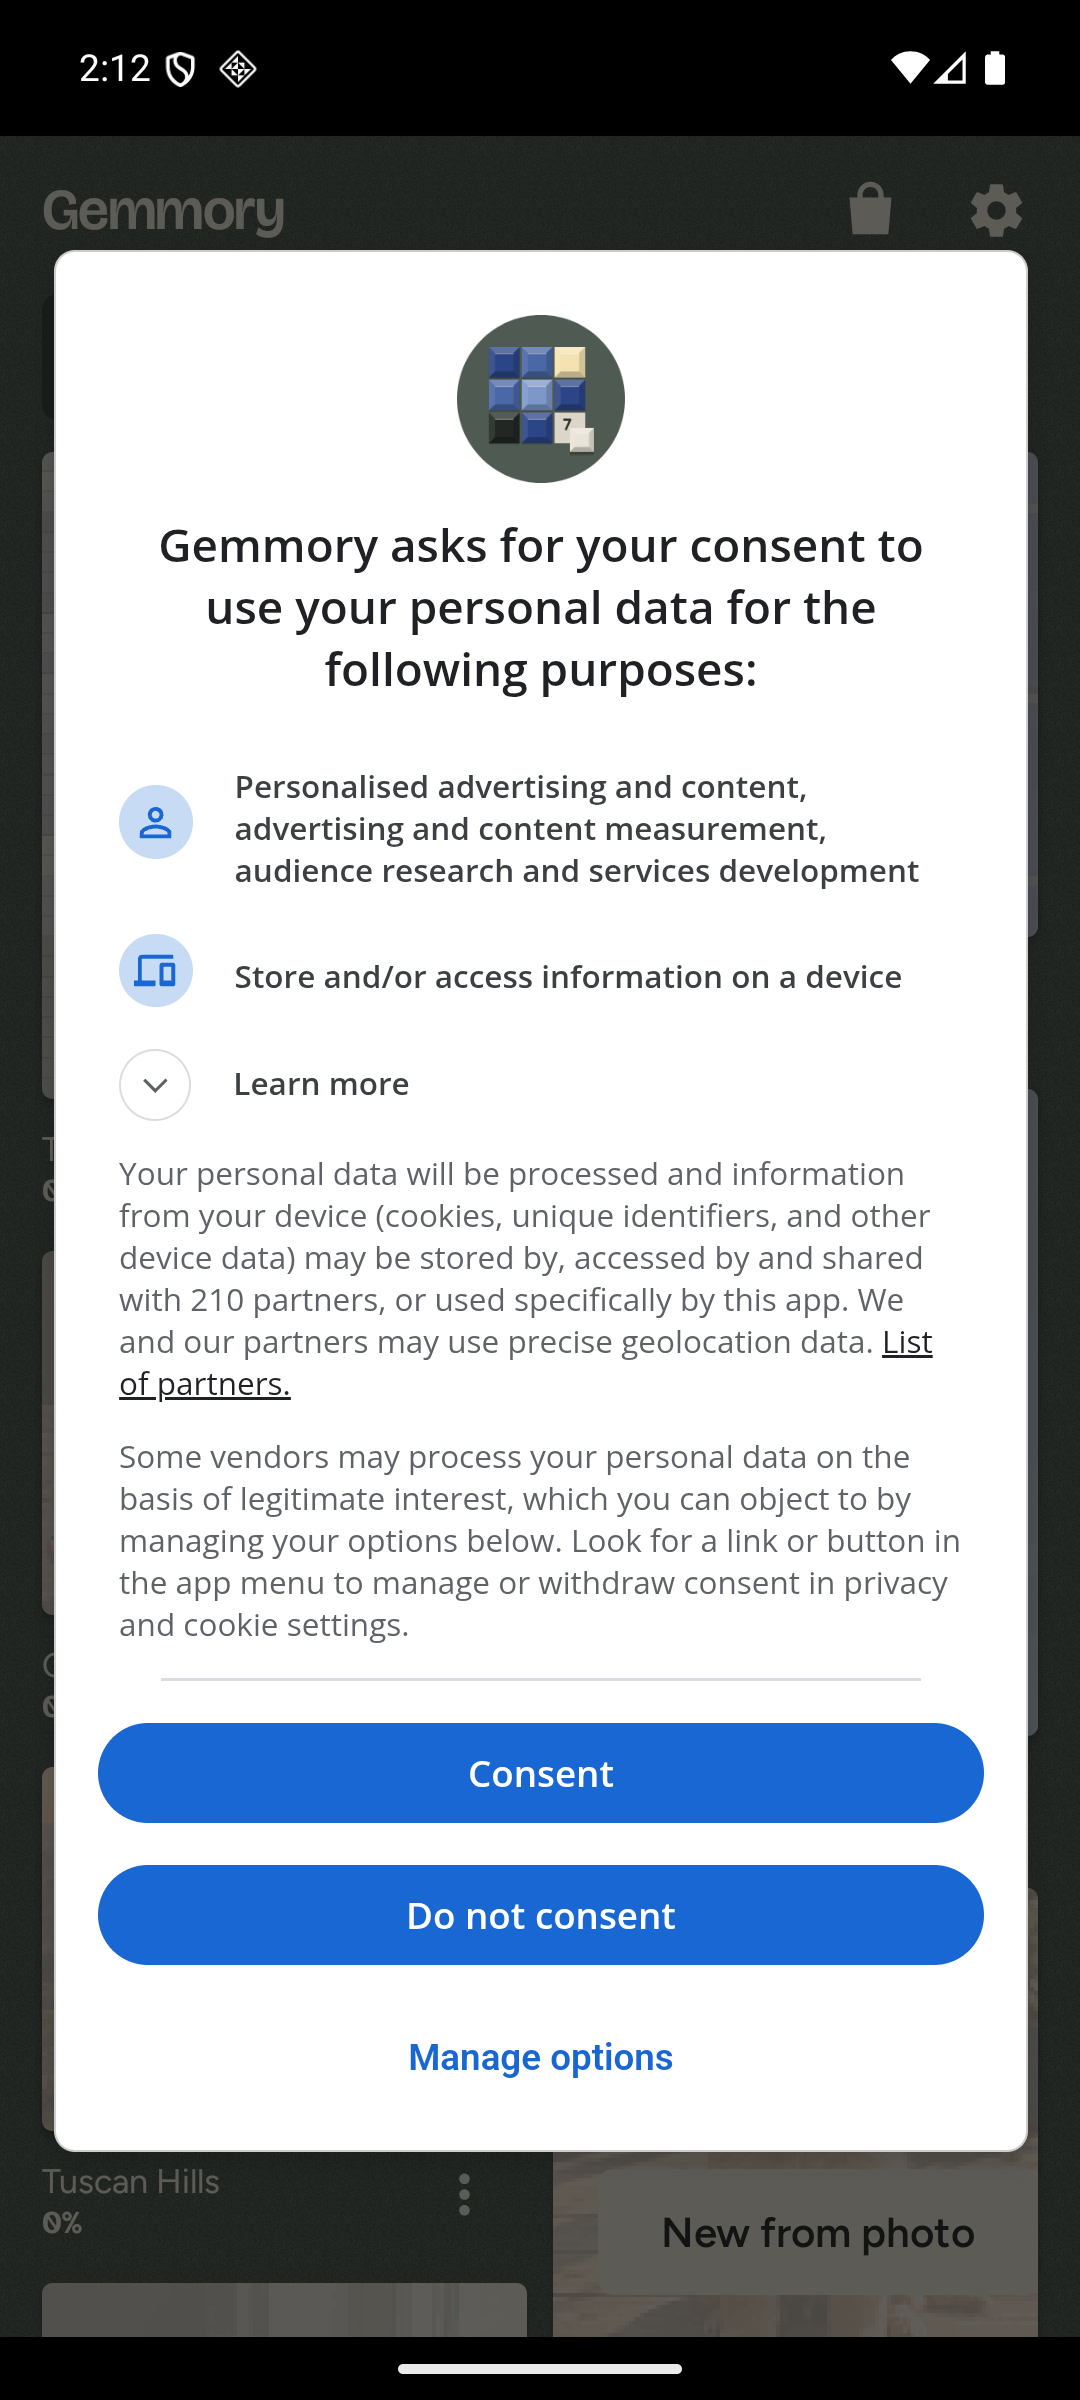 2:12
Gemmory
7
Gemmory asks for your consent to
use your personal data for the
following purposes:
Personalised advertising and content,
advertising and content measurement,
audience research and services development
Store and/or access information on a device
Learn more
Your personal data will be processed and information
from your device (cookies, unique identifiers, and other
device data) may be stored by, accessed by and shared
with 210 partners, or used specifically by this app. We
and our partners may use precise geolocation data. List
of partners.
Some vendors may process your personal data on the
basis of legitimate interest, which you can object to by
managing your options below. Look for a link or button in
the app menu to manage or withdraw consent in privacy
and cookie settings.
Consent
Do not consent
Manage options
Tuscan Hills
0%
New from photo